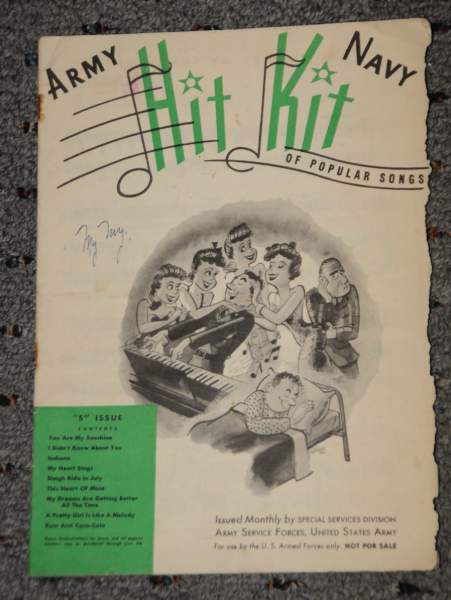 ARMY NAVY
Hit Kit
OF POPULAR SONGS
"S" ISSUE
contents
You Are My Sunshine
I Didn't Know About You
Indiana
My Heart Sings
Sleigh Ride In July
This Heart Of Mine
My Dreams Are Getting Better
All The Time
A Pretty Girl Is Like A Melody
Rum And Coca-Cola
Issued Monthly by SPECIAL SERVICES DIVISION
ARMY SERVICE FORCES, UNITED STATES ARMY
For use by the U. S. Armed Forces only. NOT FOR SALE